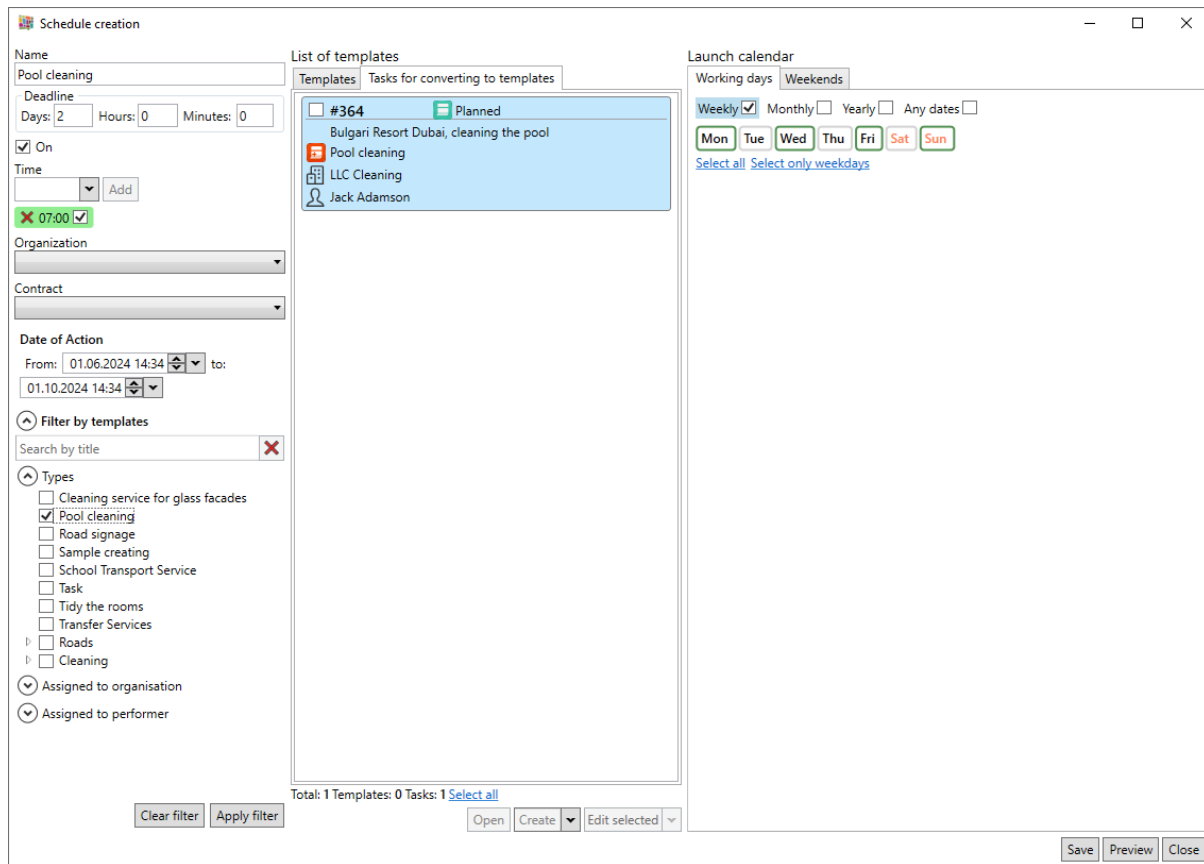 Schedule creation
Name
Pool cleaning
Deadline
Days: 2 Hours: 0 Minutes: 0
On
Time
Add
07:00
Organization
Contract
Date of Action
From: 01.06.2024 14:34 to:
01.10.2024 14:34
Filter by templates
Search by title
Types
Cleaning service for glass facades
Pool cleaning
Road signage
Sample creating
School Transport Service
Task
Tidy the rooms
Transfer Services
Roads
Cleaning
Assigned to organisation
Assigned to performer
Clear filter Apply filter
List of templates
Templates Tasks for converting to templates
#364 Planned
Bulgari Resort Dubai, cleaning the pool
Pool cleaning
LLC Cleaning
Jack Adamson
Total: 1 Templates: 0 Tasks: 1 Select all
Open Create Edit selected
Launch calendar
Working days Weekends
Weekly Monthly Yearly Any dates
Mon Tue Wed Thu Fri Sat Sun
Select all Select only weekdays
Save Preview Close